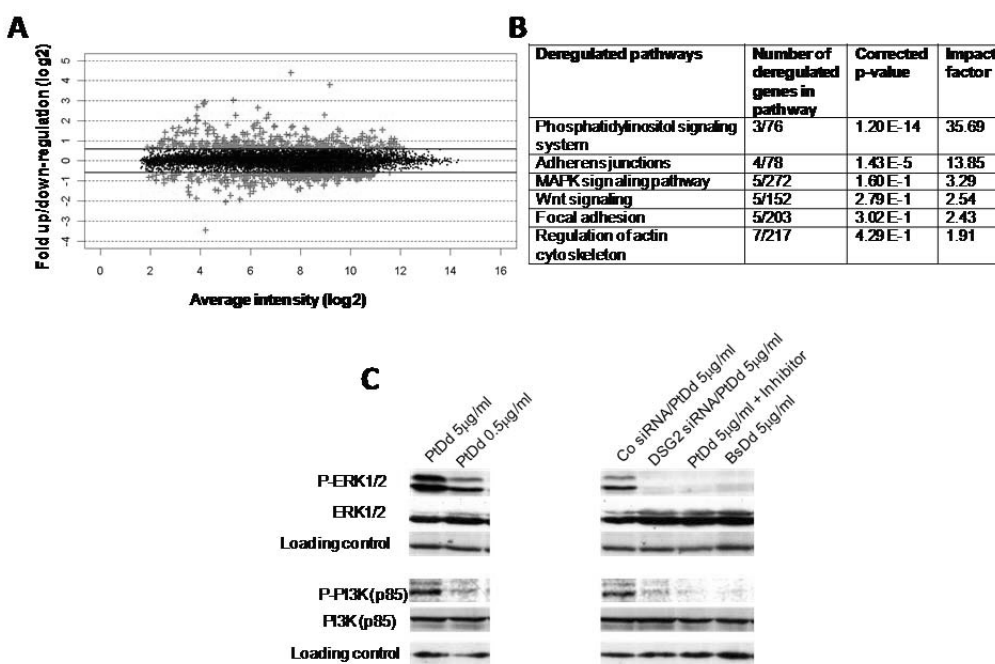 A
B
Fold up/down-regulation (log2)
5
4
3
2
1
0
-1
-2
-3
-4
0 2 4 6 8 10 12 14 16
Average intensity (log2)
Deregulated pathways | Number of deregulated genes in pathway | Corrected p-value | Impact factor
Phosphatidylinositol signaling system | 3/76 | 1.20 E-14 | 35.69
Adherens junctions | 4/78 | 1.43 E-5 | 13.85
MAPK signaling pathway | 5/272 | 1.60 E-1 | 3.29
Wnt signaling | 5/152 | 2.79 E-1 | 2.54
Focal adhesion | 5/203 | 3.02 E-1 | 2.43
Regulation of actin cytoskeleton | 7/217 | 4.29 E-1 | 1.91
C
PtDd 5µg/ml
PtDd 0.5µg/ml
Co siRNA/PtDd 5µg/ml
DSG2 siRNA/PtDd 5µg/ml
PtDd 5µg/ml + Inhibitor
BsDd 5µg/ml
P-ERK1/2
ERK1/2
Loading control
P-PI3K(p85)
PI3K (p85)
Loading control